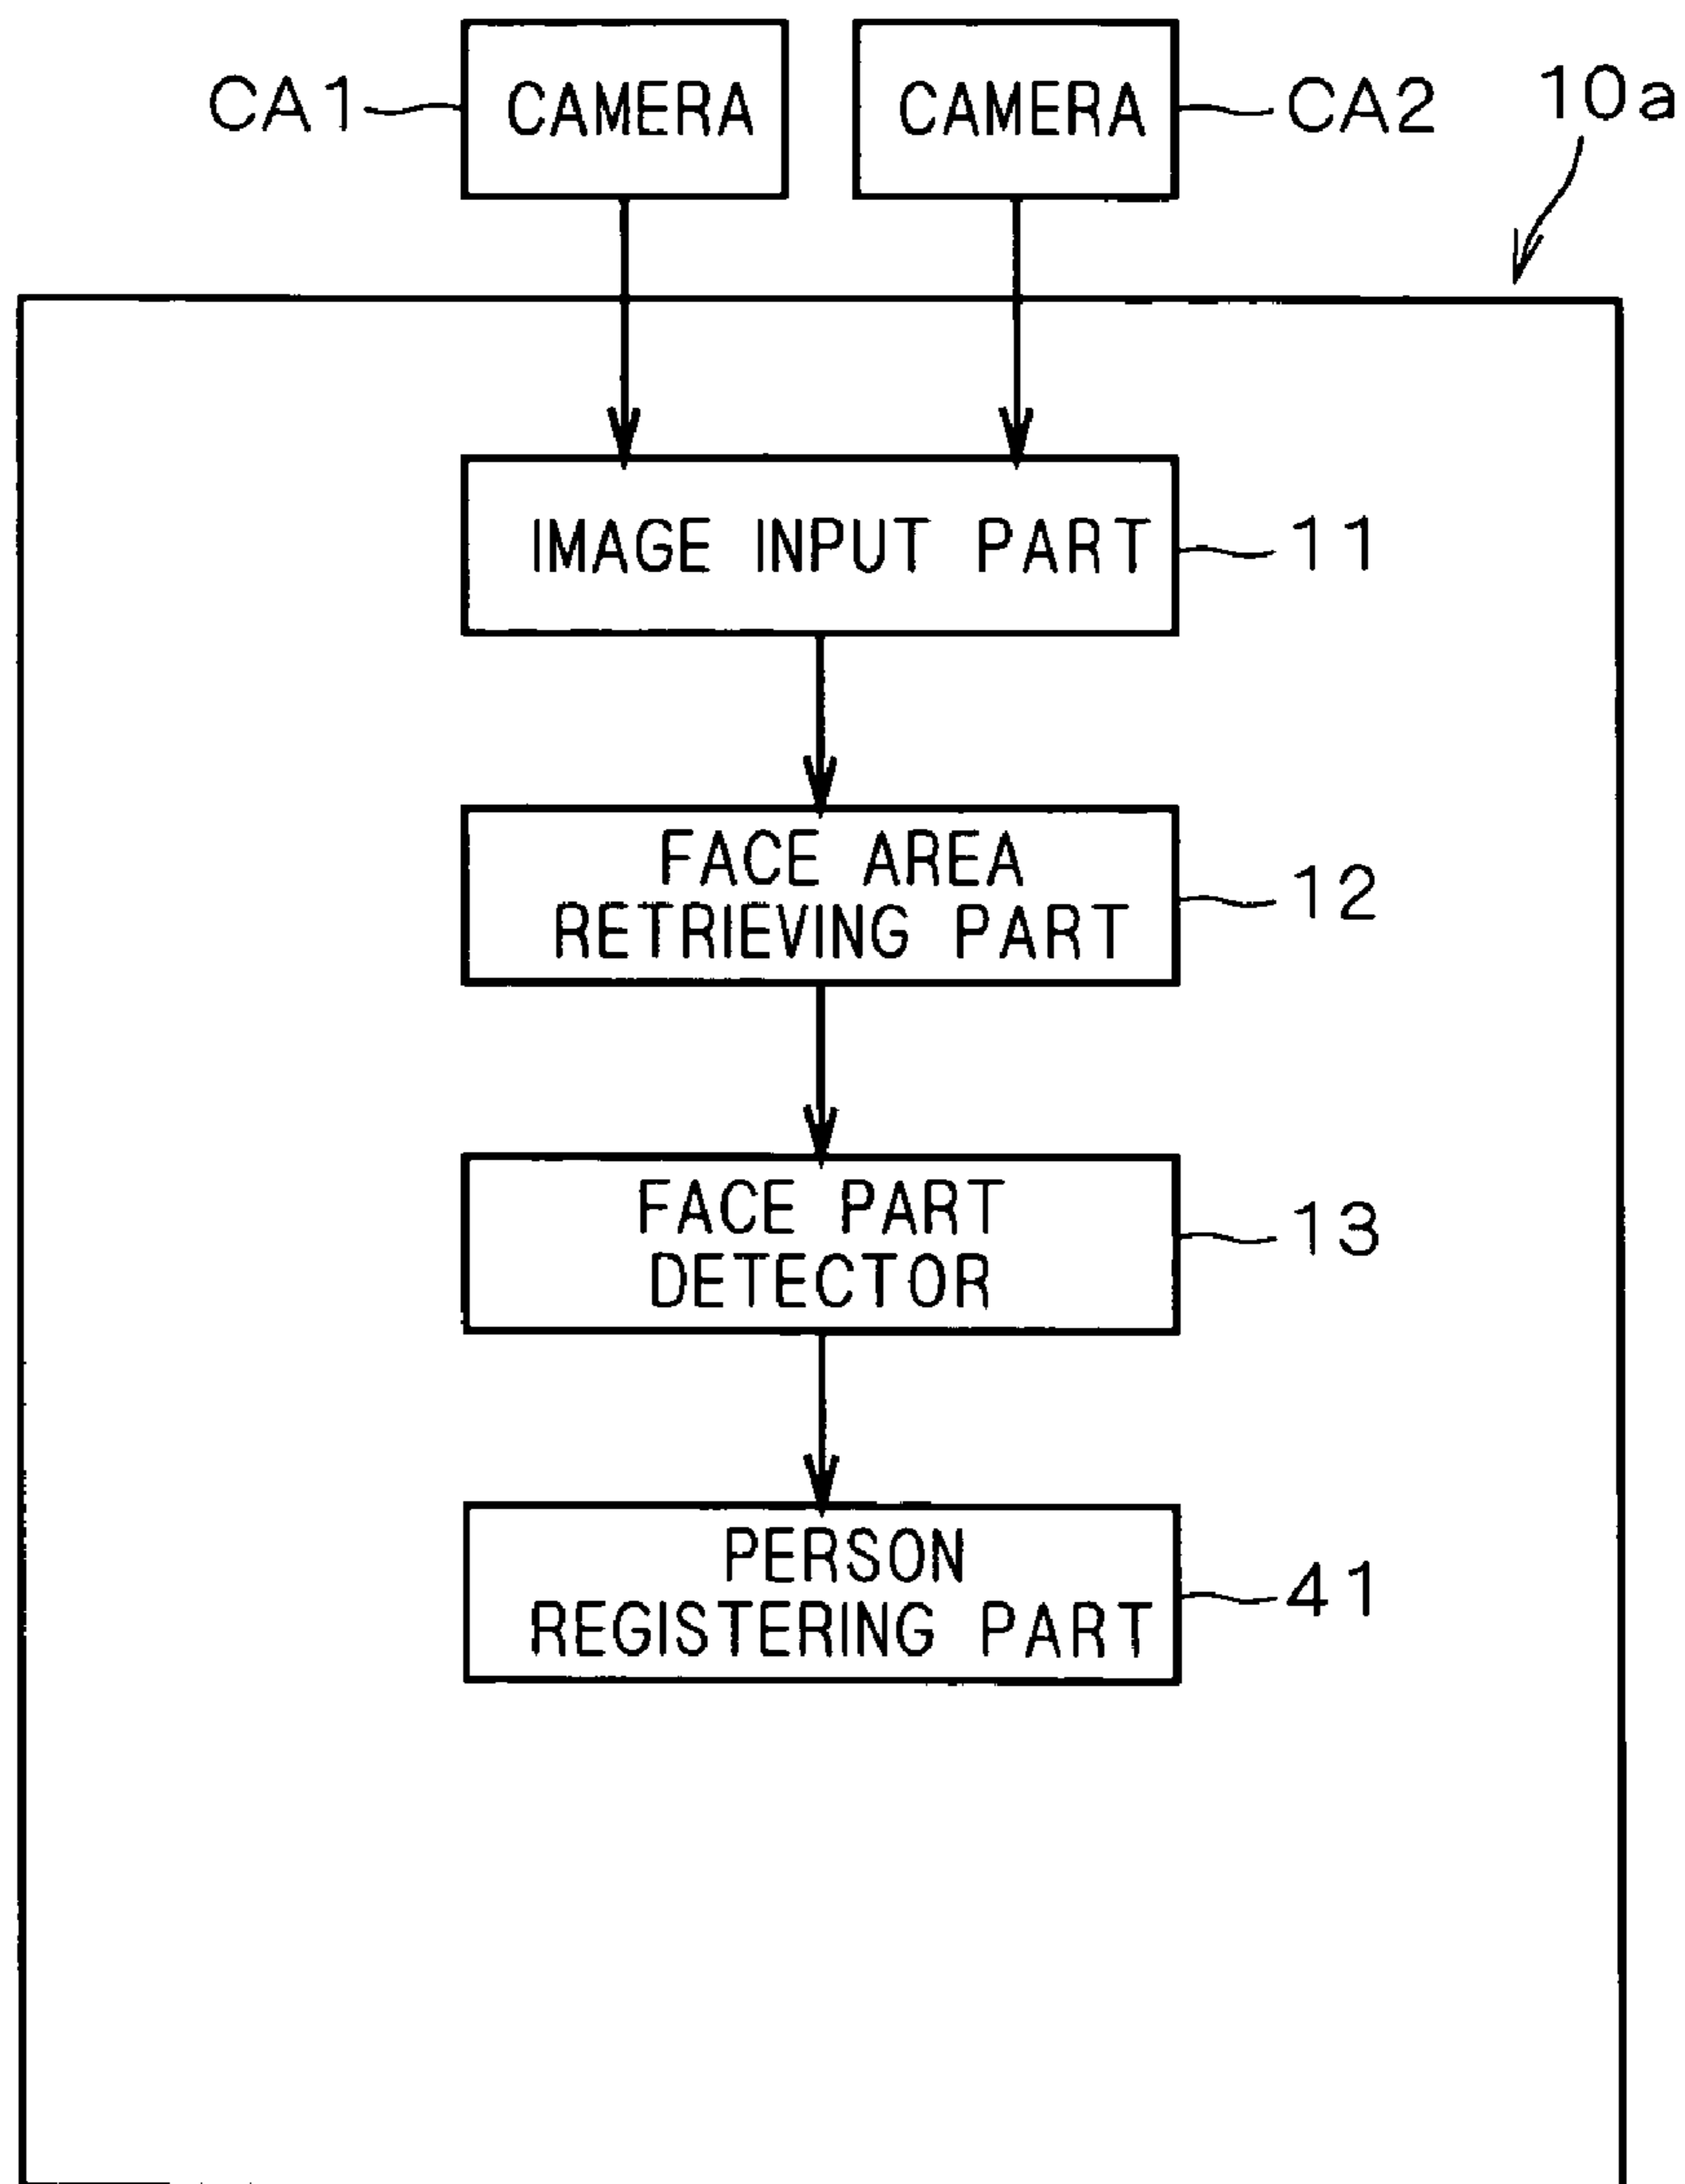 CA1
CAMERA
CAMERA
CA2
10a
IMAGE INPUT PART
11
FACE AREA
RETRIEVING PART
12
FACE PART
DETECTOR
13
PERSON
REGISTERING PART
41